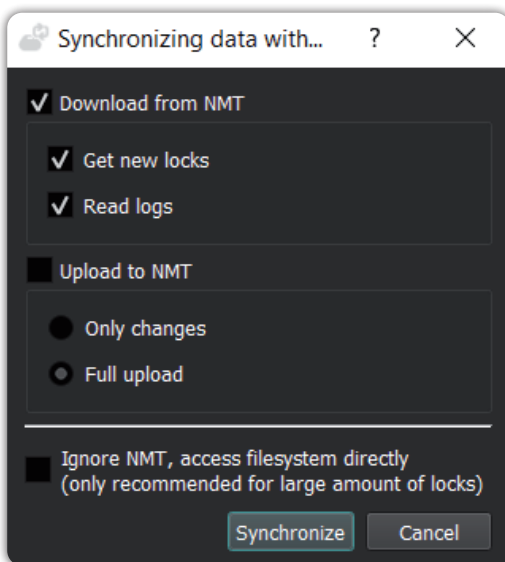 Synchronizing data with... ?
Download from NMT
Get new locks
Read logs
Upload to NMT
Only changes
Full upload
Ignore NMT, access filesystem directly
(only recommended for large amount of locks)
Synchronize Cancel